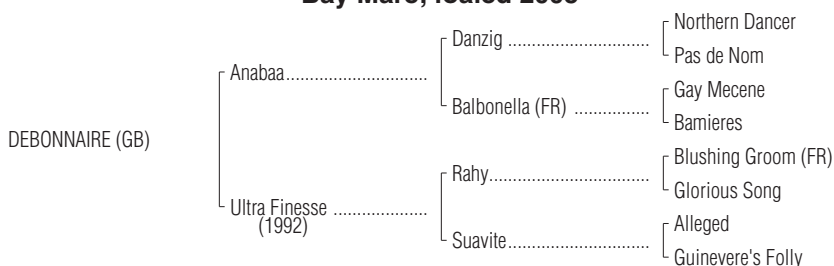 Bay Mare, foaled
Northern Dancer
Danzig ..............................
Pas de Nom
Anabaa..............................
Gay Mecene
Balbonella (FR) ................
Bamieres
DEBONNAIRE (GB)
Blushing Groom (FR)
Rahy..................................
Glorious Song
Ultra Finesse ....................
(1992)
Alleged
Suavite..............................
Guinevere's Folly